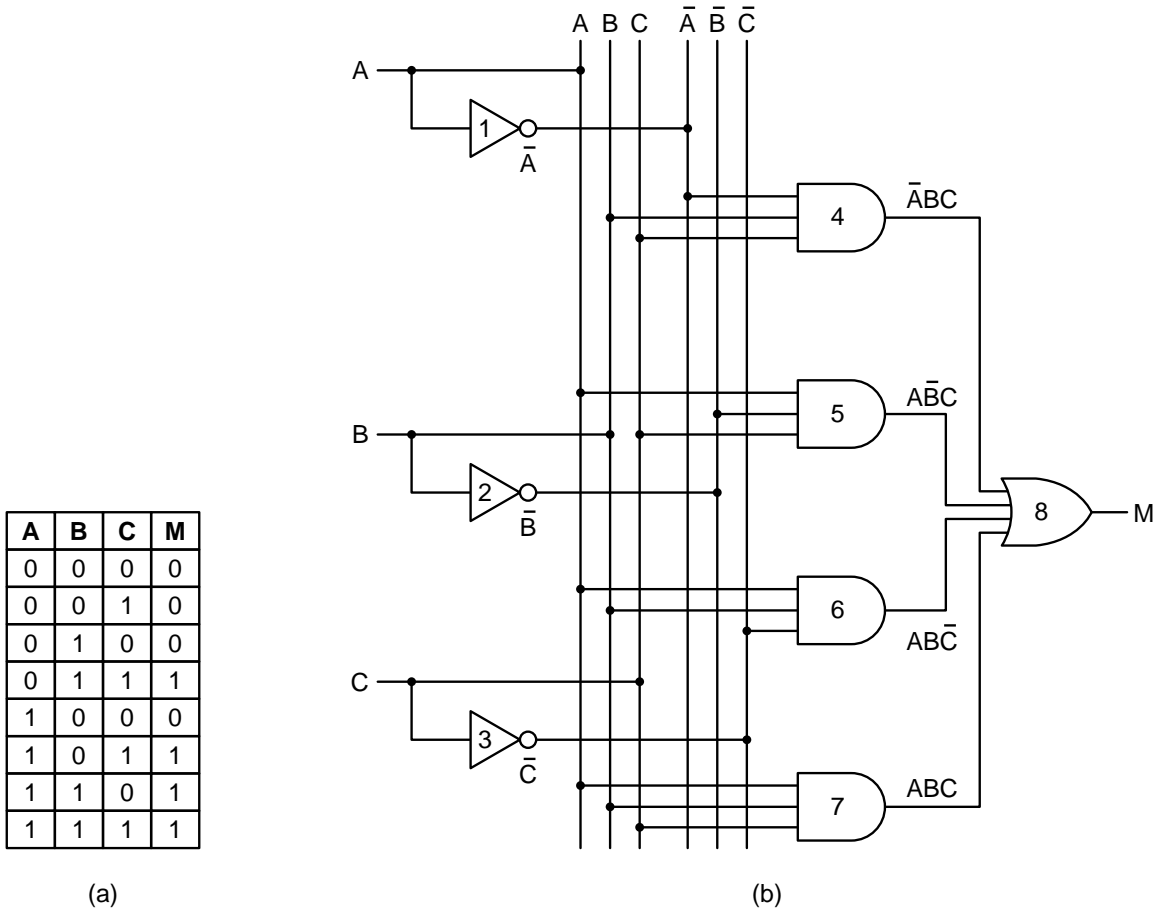 A B C A̅ B̅ C̅
A
1
A̅
4
A̅BC
5
AB̅C
B
2
B̅
8
M
6
ABC̅
C
3
C̅
7
ABC
A B C M
0 0 0 0
0 0 1 0
0 1 0 0
0 1 1 1
1 0 0 0
1 0 1 1
1 1 0 1
1 1 1 1
(a)
(b)